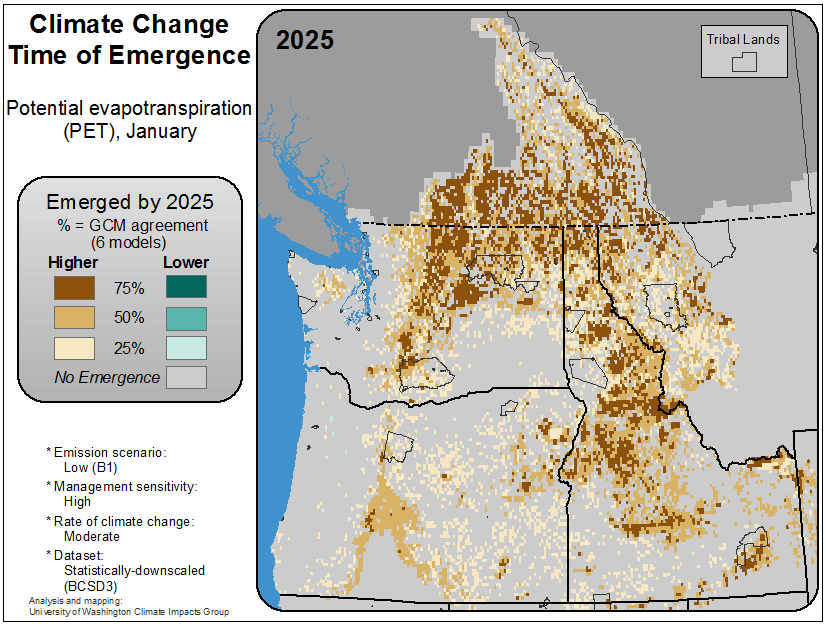 Climate Change
Time of Emergence
Potential evapotranspiration
(PET), January
Emerged by 2025
% = GCM agreement
(6 models)
Higher Lower
75%
50%
25%
No Emergence
* Emission scenario:
Low (B1)
* Management sensitivity:
High
* Rate of climate change:
Moderate
* Dataset:
Statistically-downscaled
(BCSD3)
Analysis and mapping:
University of Washington Climate Impacts Group
2025
Tribal Lands